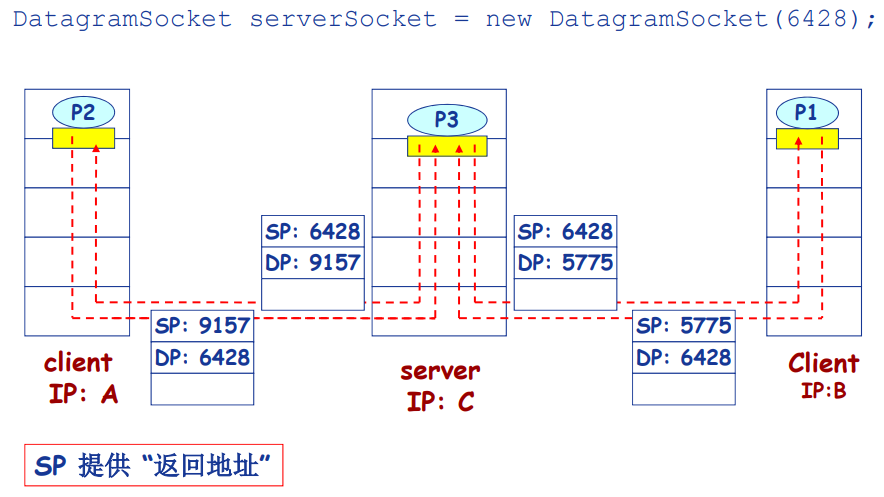 DatagramSocket serverSocket = new DatagramSocket(6428);
P2
P3
P1
SP: 6428
DP: 9157
SP: 6428
DP: 5775
SP: 9157
DP: 6428
SP: 5775
DP: 6428
client
IP: A
server
IP: C
Client
IP:B
SP 提供 “返回地址”